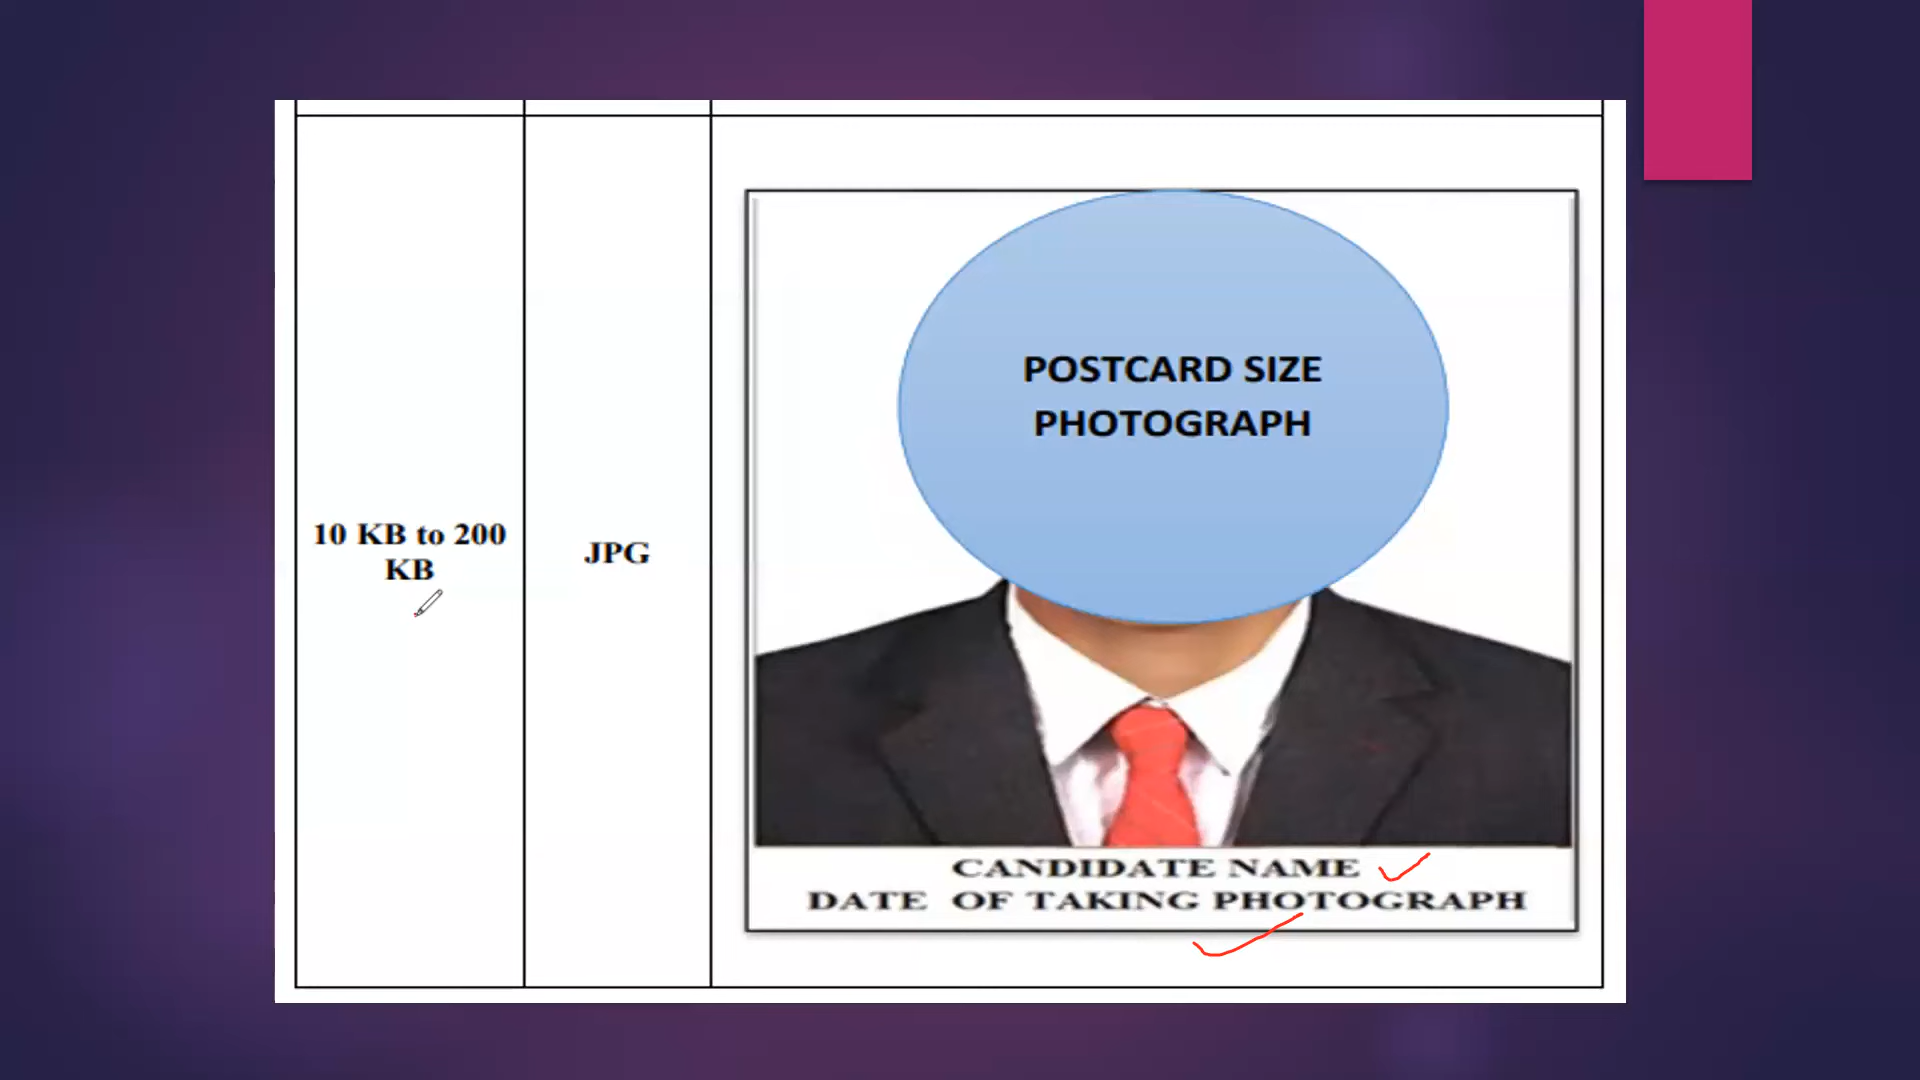 10 KB to 200
KB
JPG
POSTCARD SIZE
PHOTOGRAPH
CANDIDATE NAME
DATE OF TAKING PHOTOGRAPH